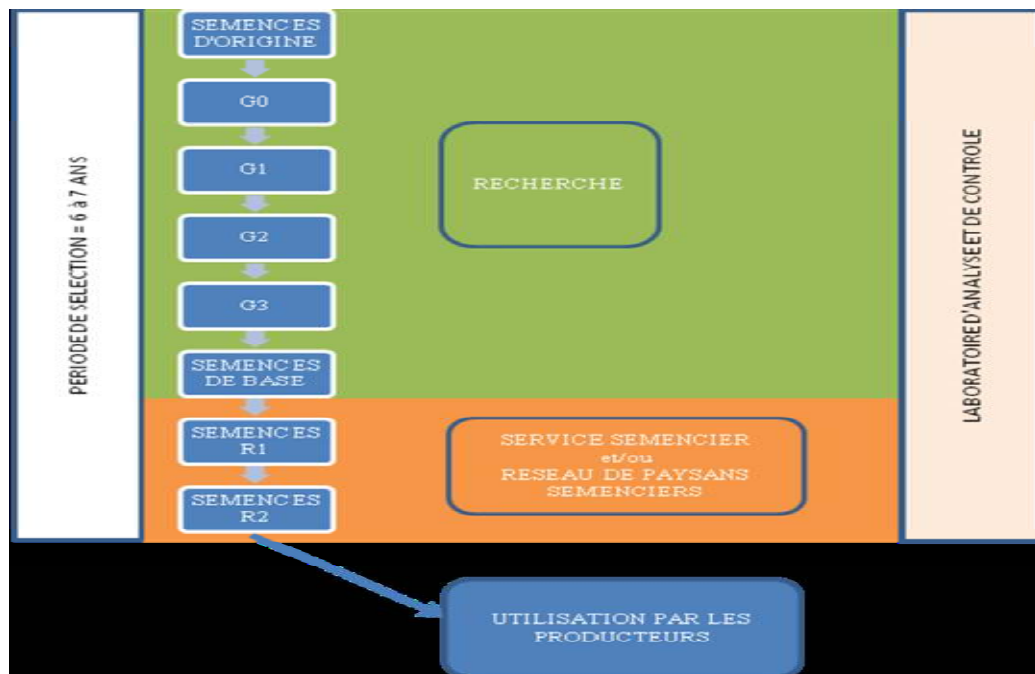 SEMENCES
D'ORIGINE
G0
G1
G2
G3
SEMENCES
DE BASE
SEMENCES
R1
SEMENCES
R2
RECHERCHE
SERVICE SEMENCIER
et/ou
RESEAU DE PAYSANS
SEMENCIERS
UTILISATION PAR LES
PRODUCTEURS
PERIODE DE SELECTION = 6 à 7 ANS
LABORATOIRE D'ANALYSE ET DE CONTROLE